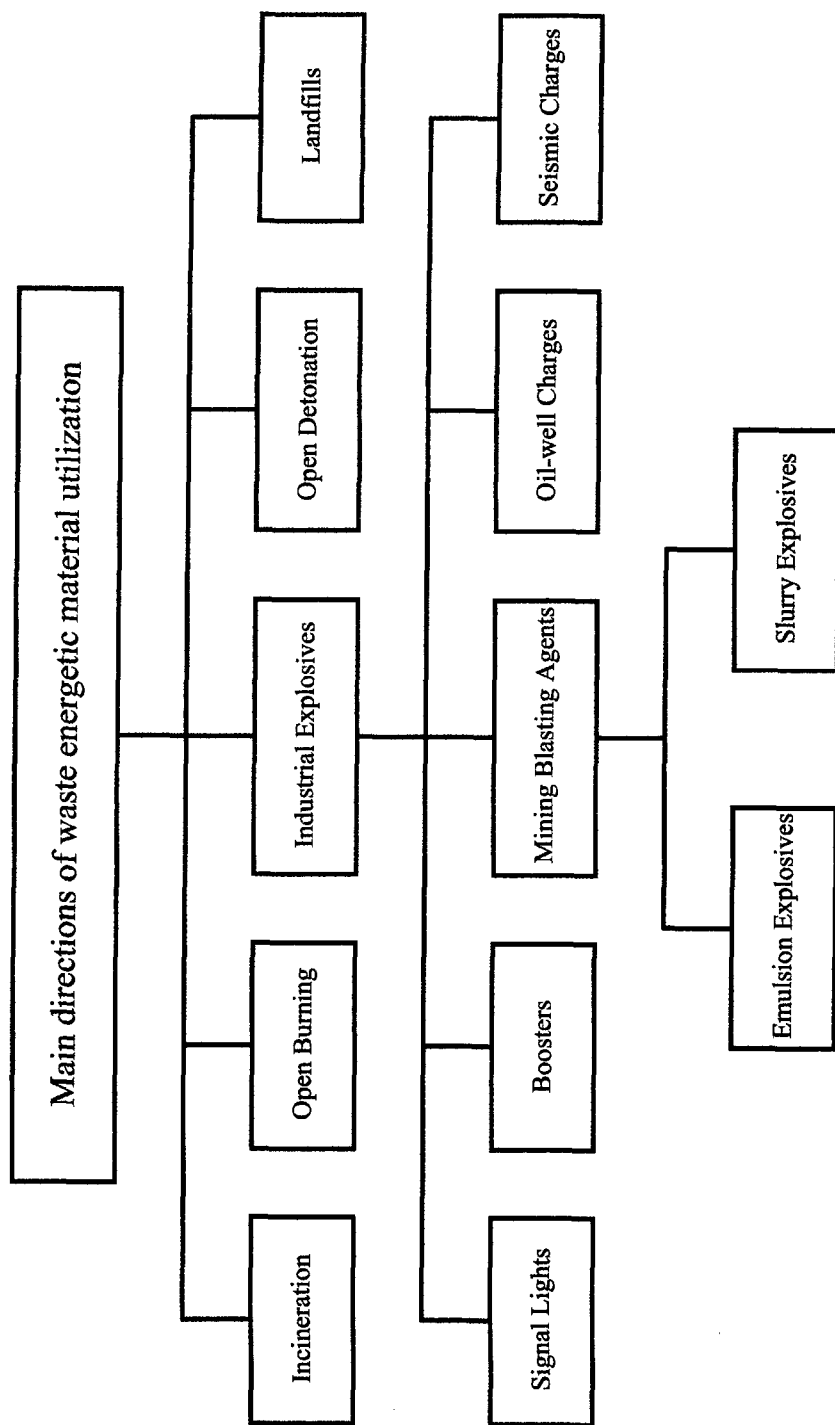 Main directions of waste energetic material utilization
Incineration
Open Burning
Industrial Explosives
Open Detonation
Landfills
Signal Lights
Boosters
Mining Blasting Agents
Oil-well Charges
Seismic Charges
Emulsion Explosives
Slurry Explosives